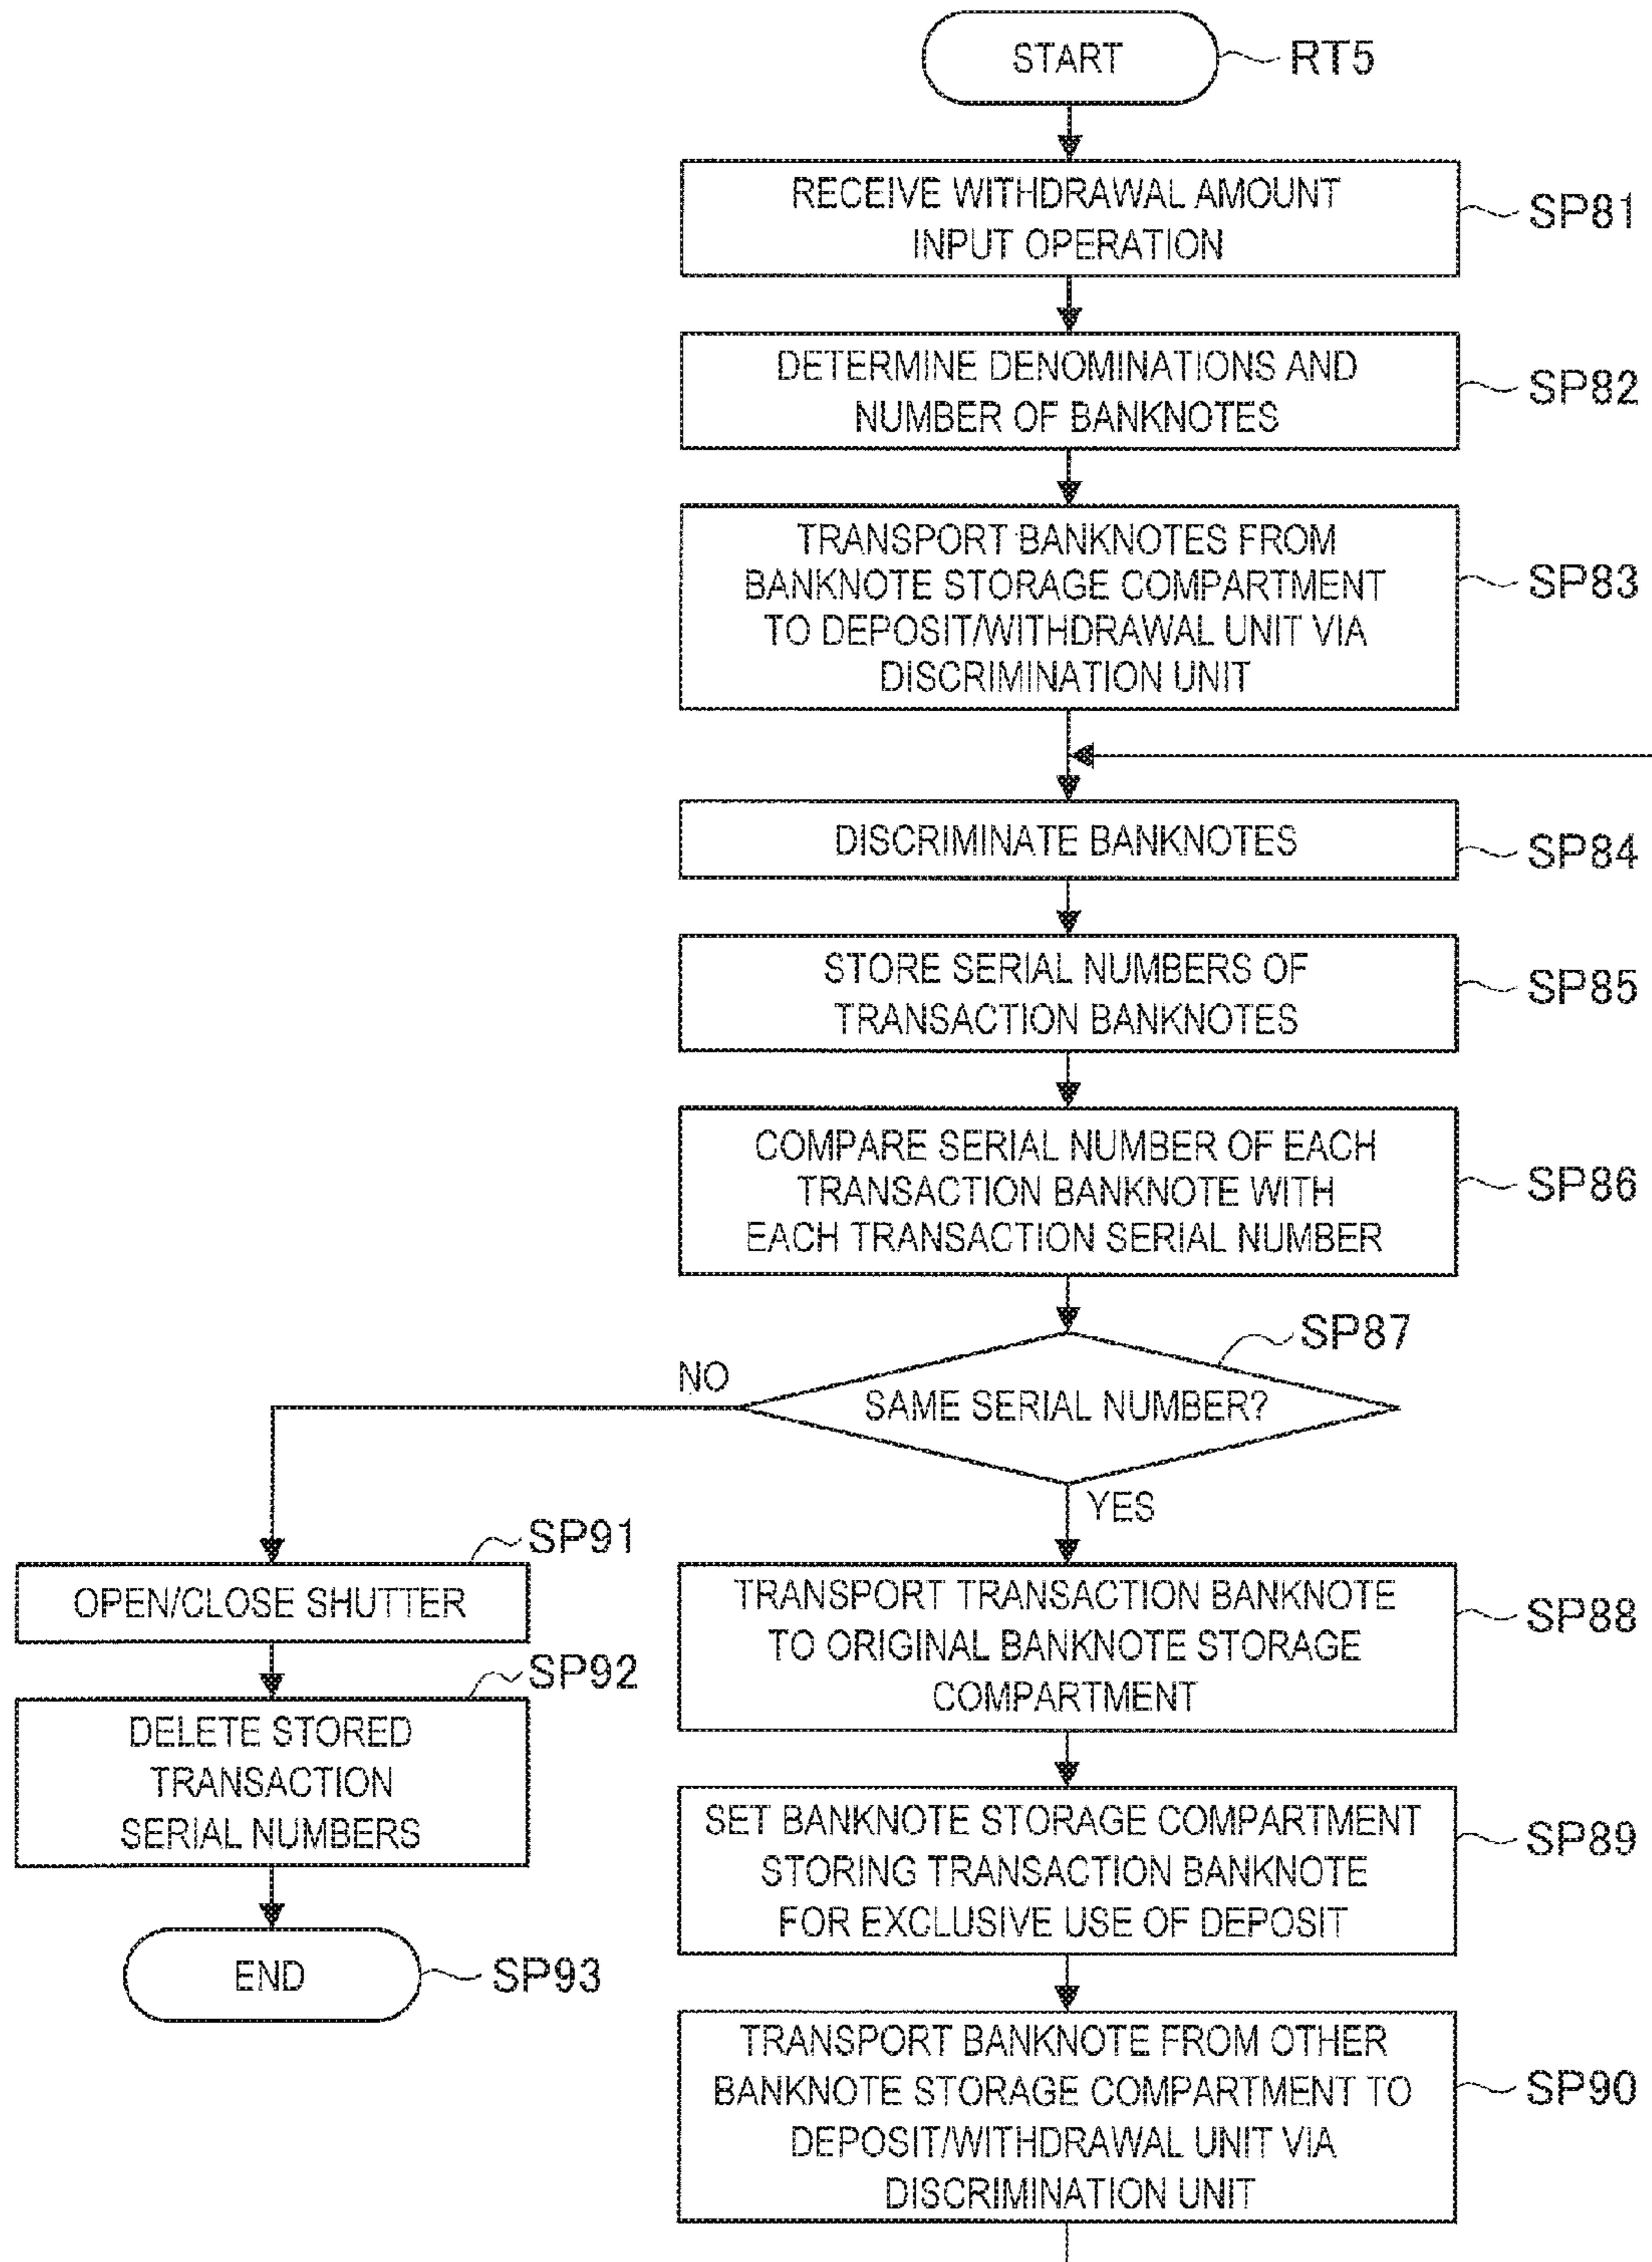 START
RT5
RECEIVE WITHDRAWAL AMOUNT
INPUT OPERATION
SP81
DETERMINE DENOMINATIONS AND
NUMBER OF BANKNOTES
SP82
TRANSPORT BANKNOTES FROM
BANKNOTE STORAGE COMPARTMENT
TO DEPOSIT/WITHDRAWAL UNIT VIA
DISCRIMINATION UNIT
SP83
DISCRIMINATE BANKNOTES
SP84
STORE SERIAL NUMBERS OF
TRANSACTION BANKNOTES
SP85
COMPARE SERIAL NUMBER OF EACH
TRANSACTION BANKNOTE WITH
EACH TRANSACTION SERIAL NUMBER
SP86
SP87
NO
SAME SERIAL NUMBER?
YES
SP91
OPEN/CLOSE SHUTTER
SP92
DELETE STORED
TRANSACTION
SERIAL NUMBERS
END
SP93
TRANSPORT TRANSACTION BANKNOTE
TO ORIGINAL BANKNOTE STORAGE
COMPARTMENT
SP88
SET BANKNOTE STORAGE COMPARTMENT
STORING TRANSACTION BANKNOTE
FOR EXCLUSIVE USE OF DEPOSIT
SP89
TRANSPORT BANKNOTE FROM OTHER
BANKNOTE STORAGE COMPARTMENT TO
DEPOSIT/WITHDRAWAL UNIT VIA
DISCRIMINATION UNIT
SP90